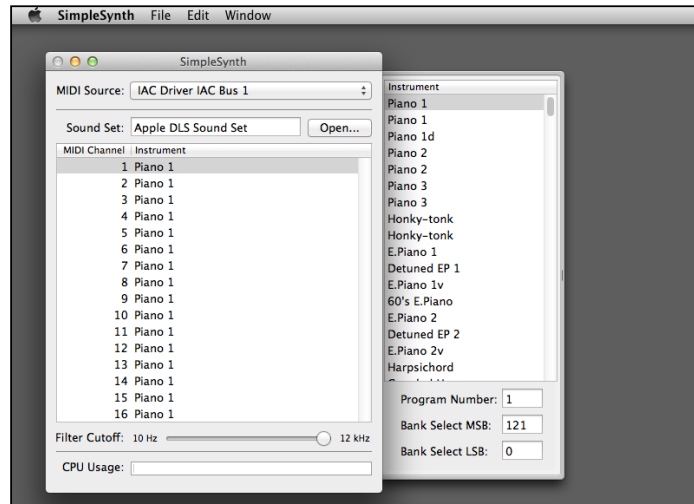 SimpleSynth File Edit Window
SimpleSynth
MIDI Source: IAC Driver IAC Bus 1
Sound Set: Apple DLS Sound Set Open...
MIDI Channel Instrument
1 Piano 1
2 Piano 1
3 Piano 1
4 Piano 1
5 Piano 1
6 Piano 1
7 Piano 1
8 Piano 1
9 Piano 1
10 Piano 1
11 Piano 1
12 Piano 1
13 Piano 1
14 Piano 1
15 Piano 1
16 Piano 1
Filter Cutoff: 10 Hz 12 kHz
CPU Usage:
Instrument
Piano 1
Piano 1
Piano 1d
Piano 2
Piano 2
Piano 3
Piano 3
Honky-tonk
Honky-tonk
E.Piano 1
Detuned EP 1
E.Piano 1v
60's E.Piano
E.Piano 2
Detuned EP 2
E.Piano 2v
Harpsichord
Program Number: 1
Bank Select MSB: 121
Bank Select LSB: 0